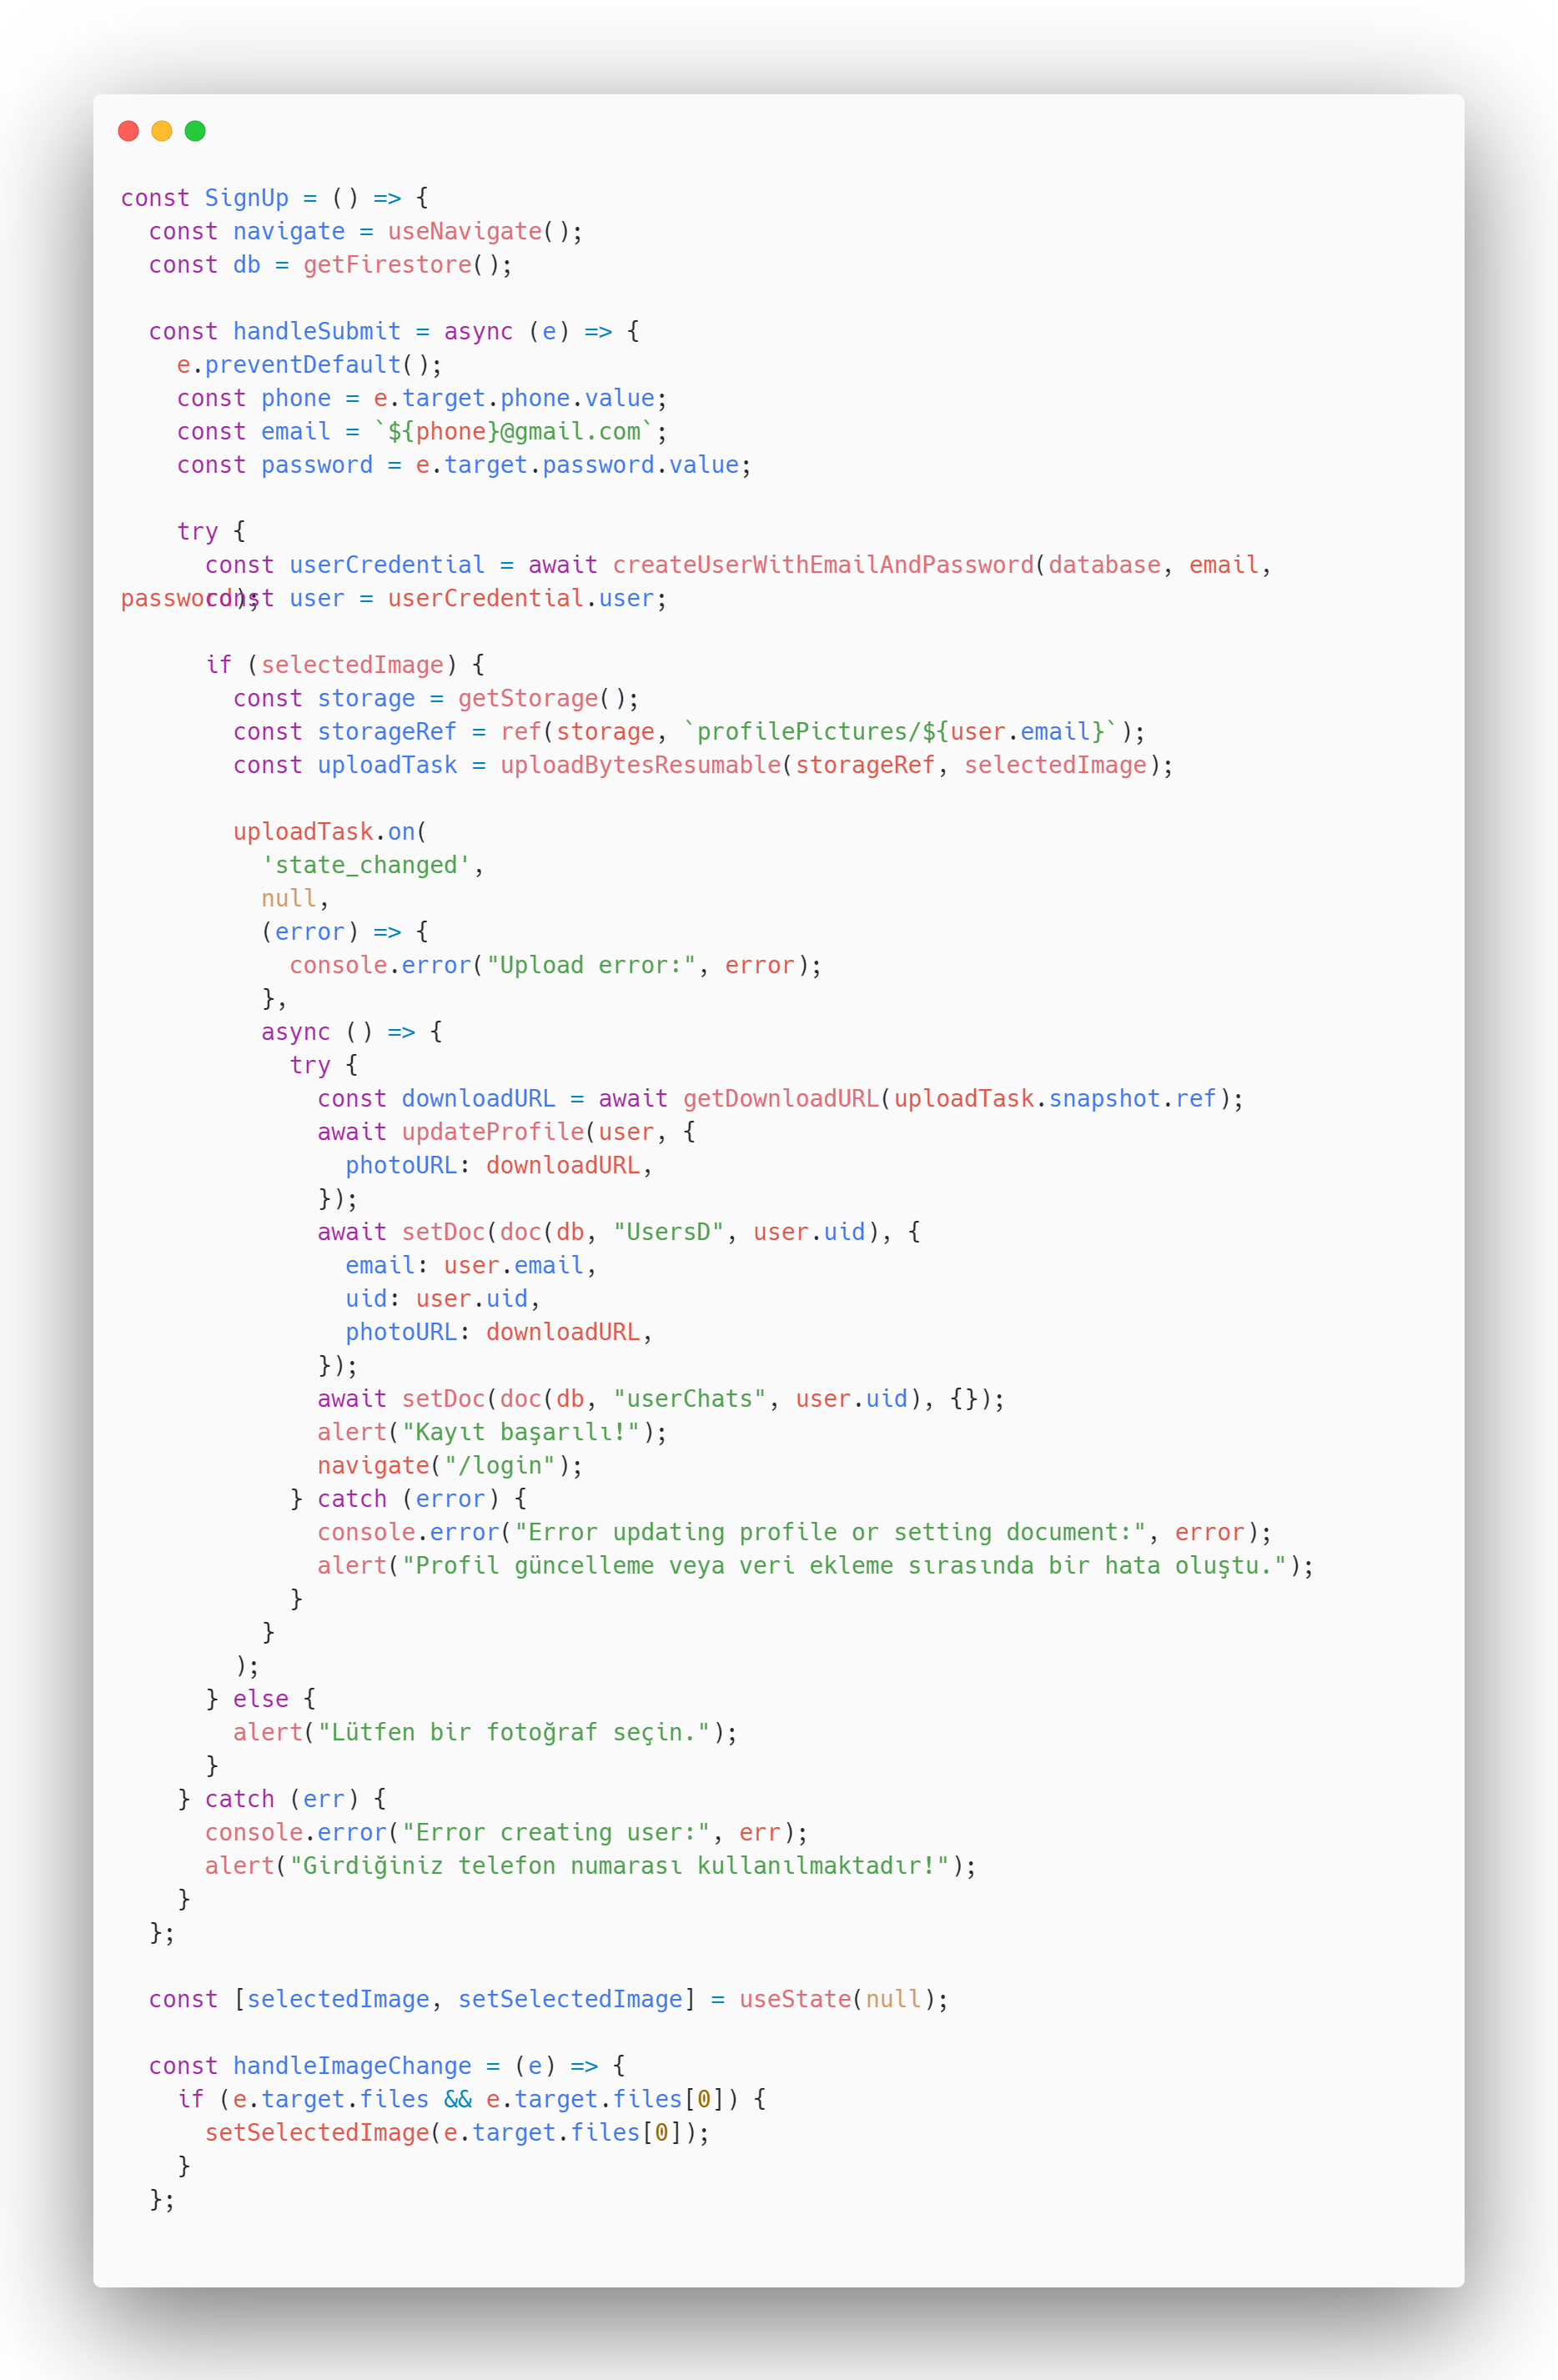 const SignUp = () => {
  const navigate = useNavigate();
  const db = getFirestore();

  const handleSubmit = async (e) => {
    e.preventDefault();
    const phone = e.target.phone.value;
    const email = `${phone}@gmail.com`;
    const password = e.target.password.value;

    try {
      const userCredential = await createUserWithEmailAndPassword(database, email,
password);
      const user = userCredential.user;

      if (selectedImage) {
        const storage = getStorage();
        const storageRef = ref(storage, `profilePictures/${user.email}`);
        const uploadTask = uploadBytesResumable(storageRef, selectedImage);

        uploadTask.on(
          'state_changed',
          null,
          (error) => {
            console.error("Upload error:", error);
          },
          async () => {
            try {
              const downloadURL = await getDownloadURL(uploadTask.snapshot.ref);
              await updateProfile(user, {
                photoURL: downloadURL,
              });
              await setDoc(doc(db, "UsersD", user.uid), {
                email: user.email,
                uid: user.uid,
                photoURL: downloadURL,
              });
              await setDoc(doc(db, "userChats", user.uid), {});
              alert("Kayıt başarılı!");
              navigate("/login");
            } catch (error) {
              console.error("Error updating profile or setting document:", error);
              alert("Profil güncelleme veya veri ekleme sırasında bir hata oluştu.");
            }
          }
        );
      } else {
        alert("Lütfen bir fotoğraf seçin.");
      }
    } catch (err) {
      console.error("Error creating user:", err);
      alert("Girdiğiniz telefon numarası kullanılmaktadır!");
    }
  };

  const [selectedImage, setSelectedImage] = useState(null);

  const handleImageChange = (e) => {
    if (e.target.files && e.target.files[0]) {
      setSelectedImage(e.target.files[0]);
    }
  };